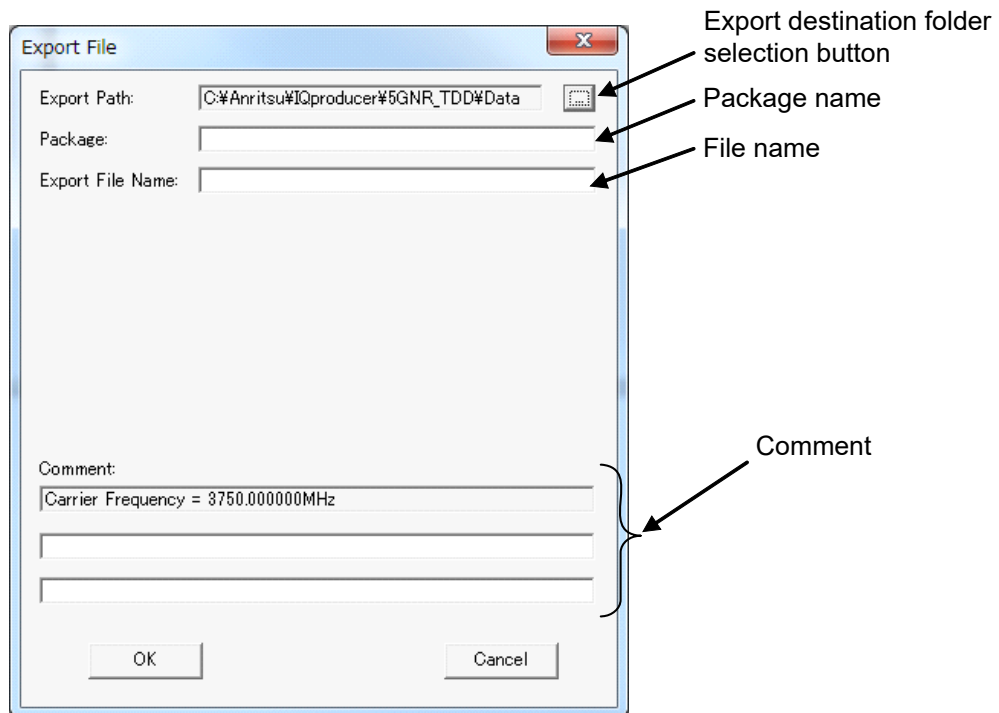 Export File
Export Path: C:¥Anritsu¥IQproducer¥5GNR_TDD¥Data ...
Package:
Export File Name:
Comment:
Carrier Frequency = 3750.000000MHz
OK Cancel
Export destination folder
selection button
Package name
File name
Comment